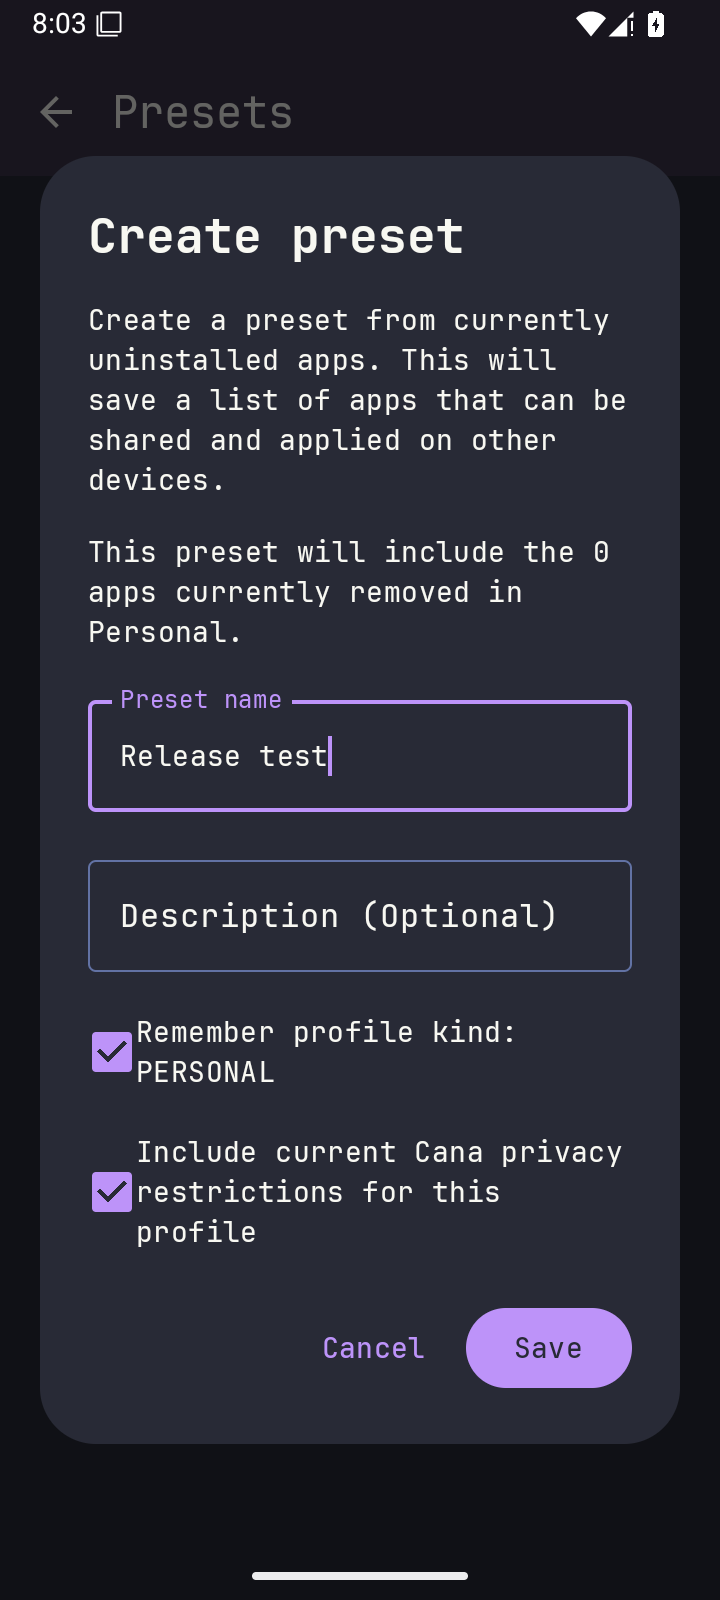 8:03
Presets
Create preset
Create a preset from currently
uninstalled apps. This will
save a list of apps that can be
shared and applied on other
devices.
This preset will include the 0
apps currently removed in
Personal.
Preset name
Release test
Description (Optional)
Remember profile kind:
PERSONAL
Include current Cana privacy
restrictions for this
profile
Cancel
Save